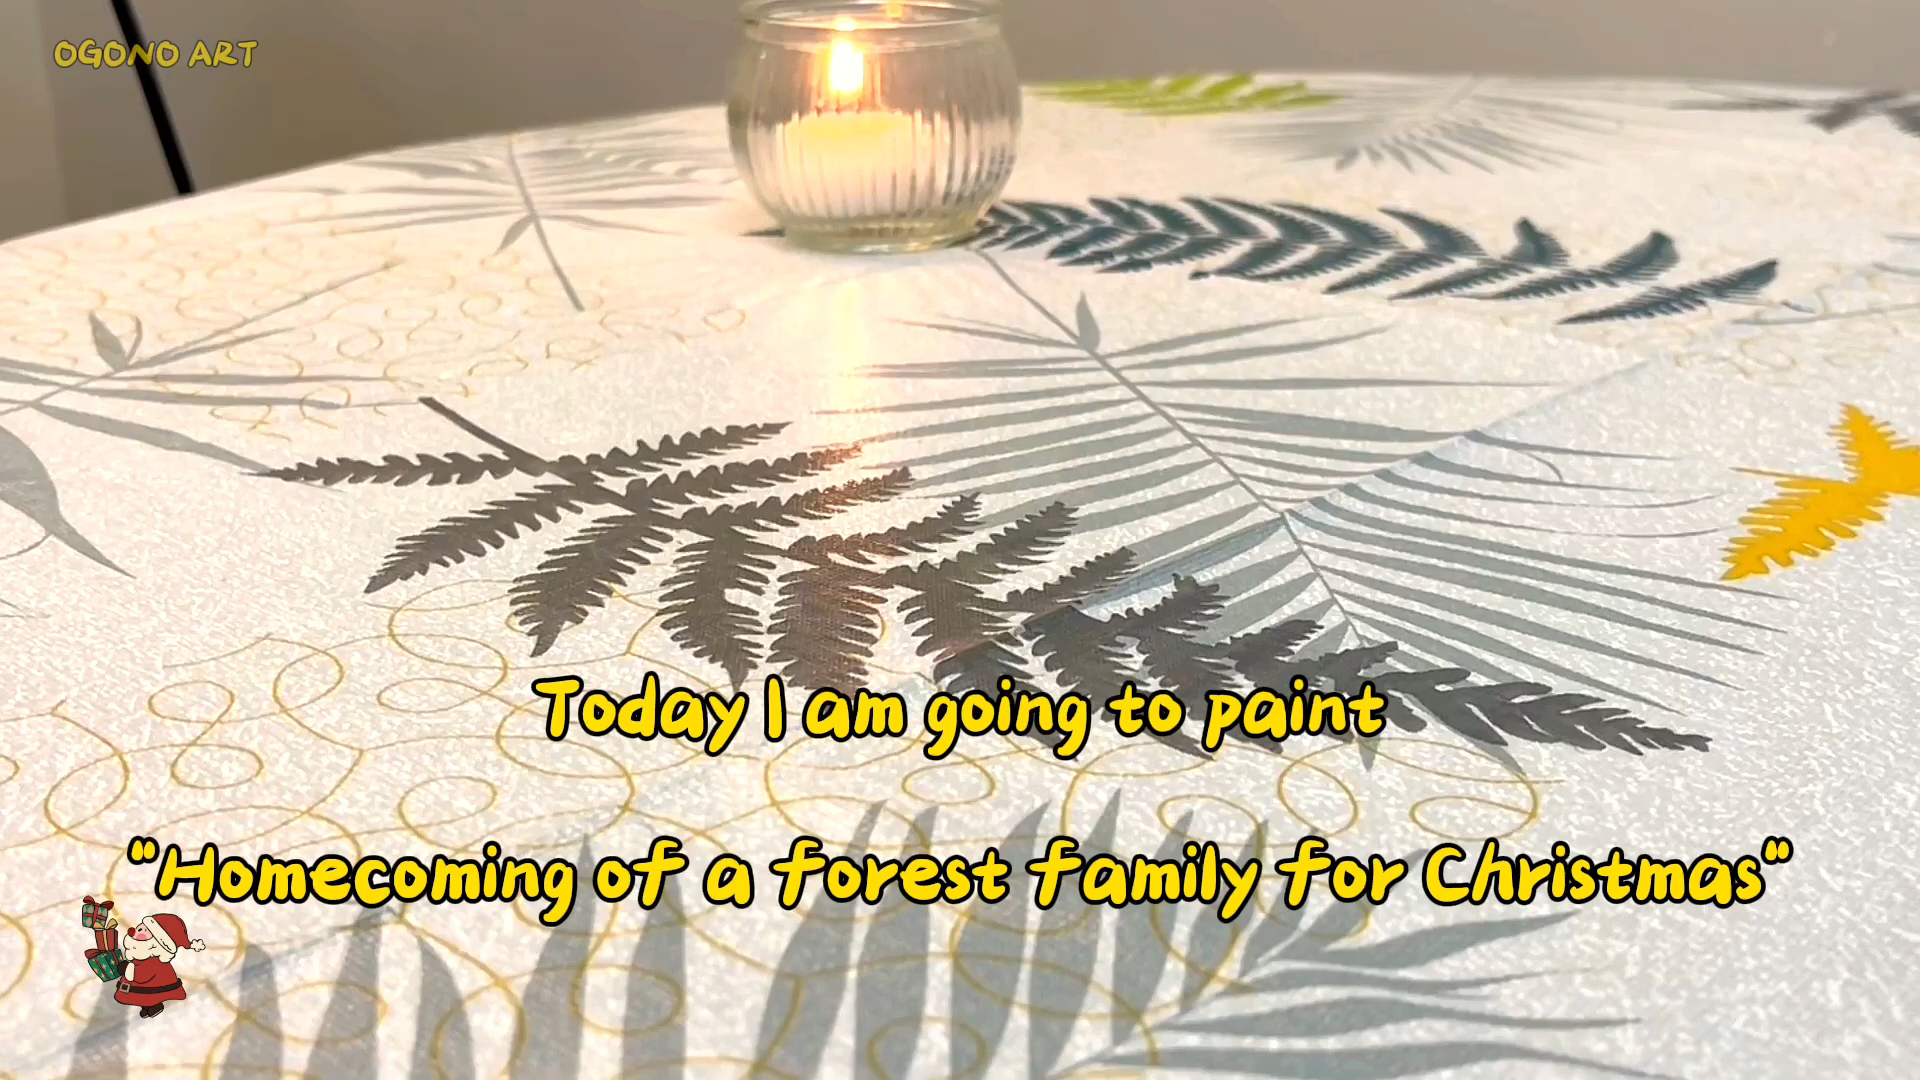 OGONO ART
Today I am going to paint
"Homecoming of a forest family for Christmas"